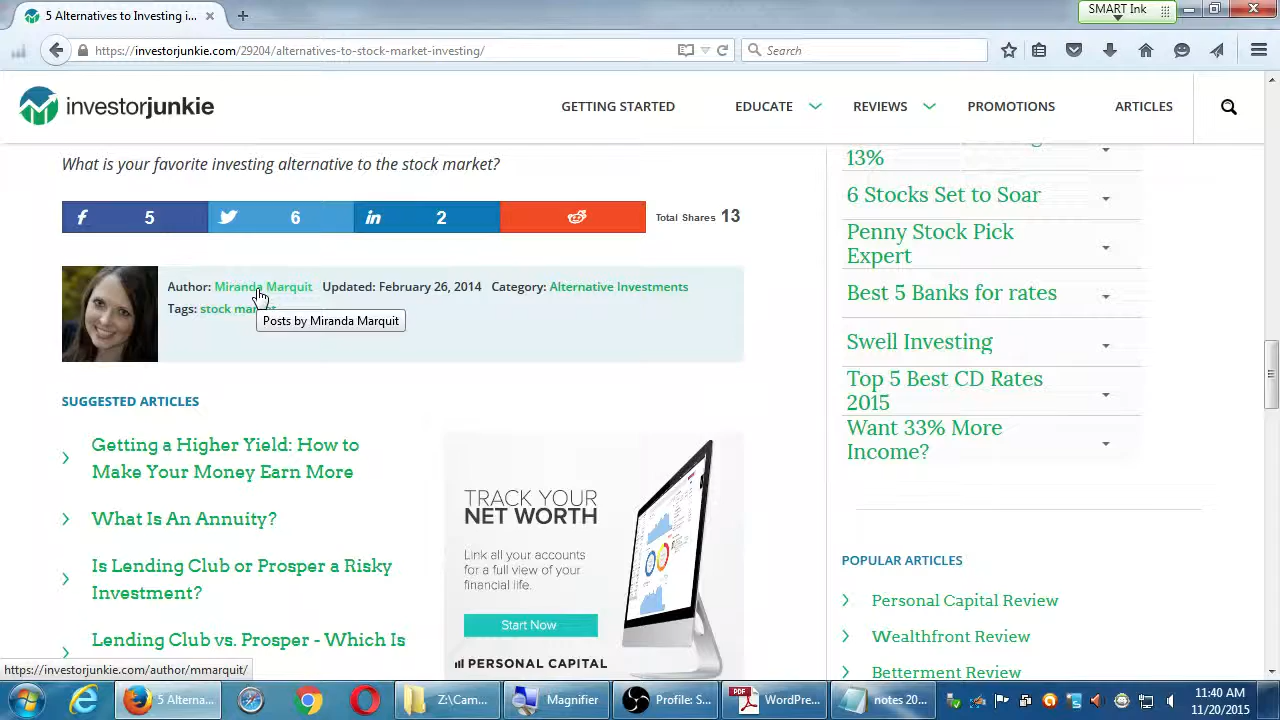 5 Alternatives to Investing i...
SMART Ink
https://investorjunkie.com/29204/alternatives-to-stock-market-investing/
Search
investorjunkie
GETTING STARTED
EDUCATE
REVIEWS
PROMOTIONS
ARTICLES
What is your favorite investing alternative to the stock market?
5
6
2
Total Shares 13
Author: Miranda Marquit Updated: February 26, 2014 Category: Alternative Investments
Tags: stock mar
Posts by Miranda Marquit
SUGGESTED ARTICLES
Getting a Higher Yield: How to
Make Your Money Earn More
What Is An Annuity?
Is Lending Club or Prosper a Risky
Investment?
Lending Club vs. Prosper - Which Is
TRACK YOUR
NET WORTH
Link all your accounts
for a full view of your
financial life.
Start Now
PERSONAL CAPITAL
13%
6 Stocks Set to Soar
Penny Stock Pick
Expert
Best 5 Banks for rates
Swell Investing
Top 5 Best CD Rates
2015
Want 33% More
Income?
POPULAR ARTICLES
Personal Capital Review
Wealthfront Review
Betterment Review
https://investorjunkie.com/author/mmarquit/
5 Alterna...
Z:\Cam...
Magnifier
Profile: S...
PDF
WordPre...
notes 20...
11:40 AM
11/20/2015